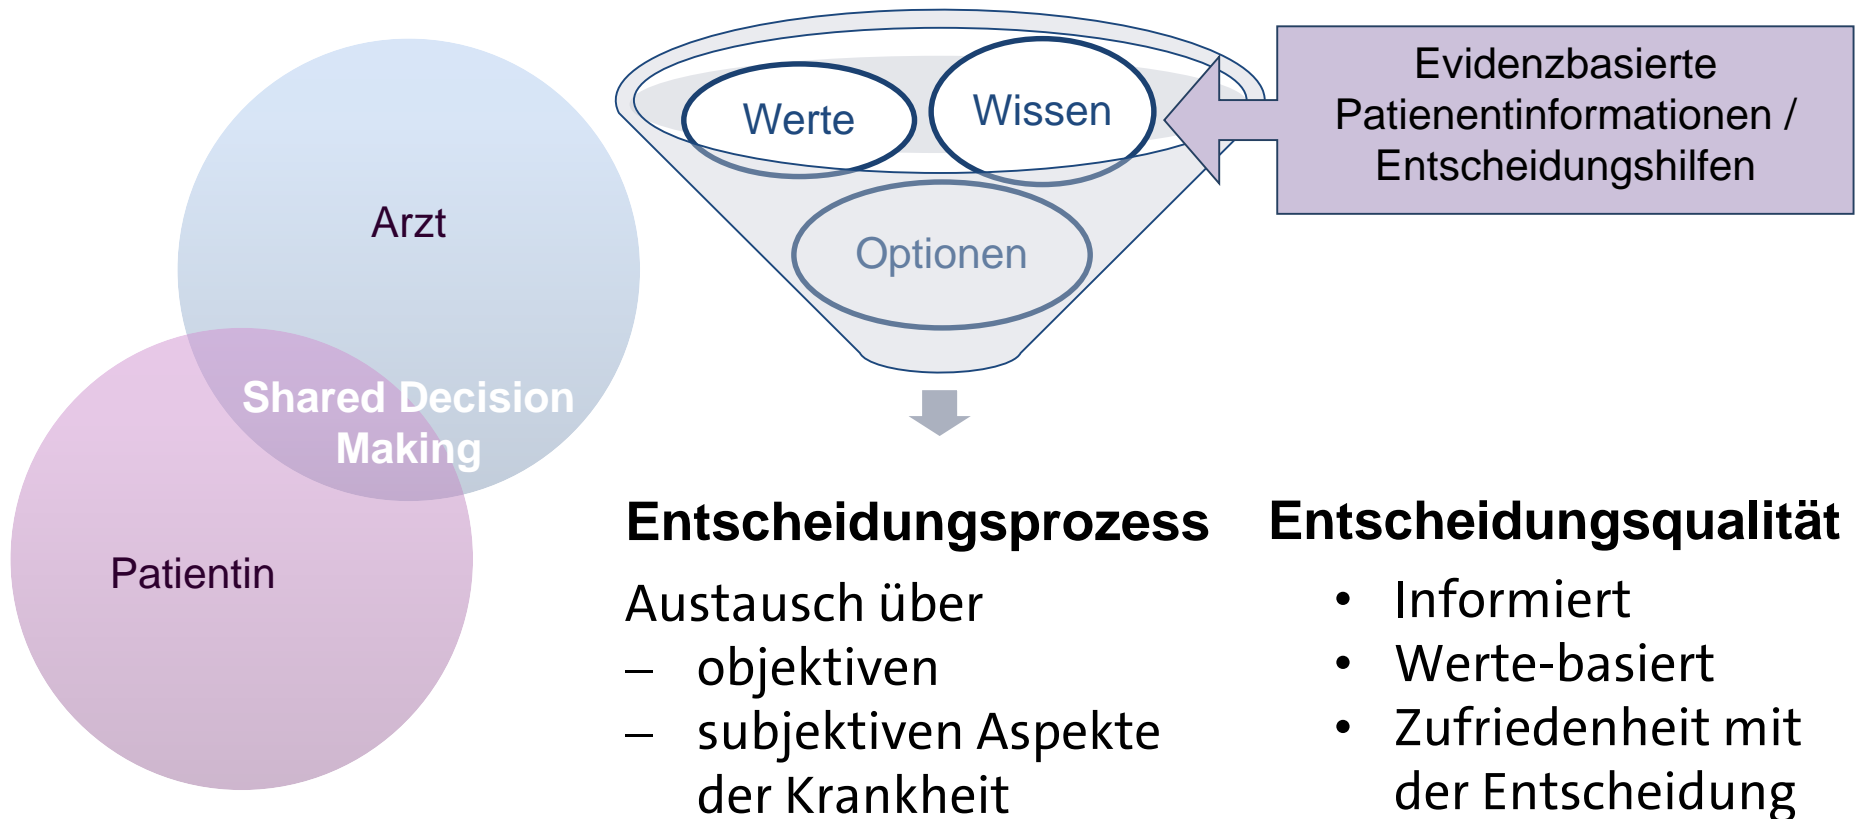 Arzt
Shared Decision
Making
Patientin
Werte
Wissen
Optionen
Evidenzbasierte
Patienentinformationen /
Entscheidungshilfen
Entscheidungsprozess
Austausch über
– objektiven
– subjektiven Aspekte
der Krankheit
Entscheidungsqualität
• Informiert
• Werte-basiert
• Zufriedenheit mit
der Entscheidung